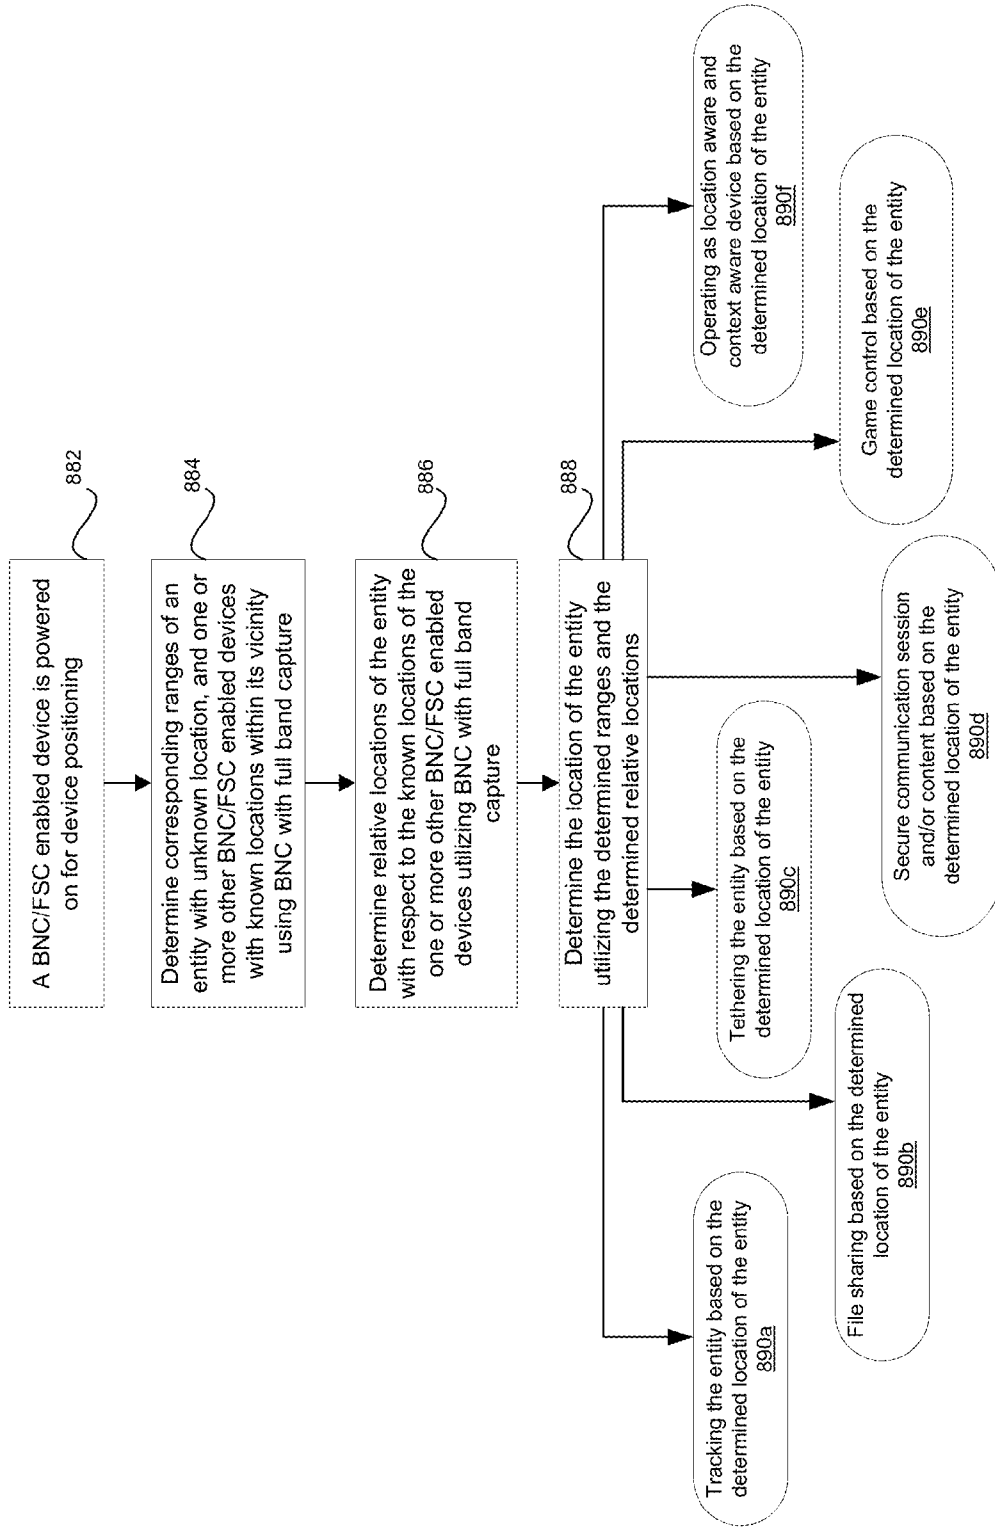 A BNC/FSC enabled device is powered
on for device positioning
882
Determine corresponding ranges of an
entity with unknown location, and one or
more other BNC/FSC enabled devices
with known locations within its vicinity
using BNC with full band capture
884
Determine relative locations of the entity
with respect to the known locations of the
one or more other BNC/FSC enabled
devices utilizing BNC with full band
capture
886
Determine the location of the entity
utilizing the determined ranges and the
determined relative locations
888
Tracking the entity based on the
determined location of the entity
890a
File sharing based on the determined
location of the entity
890b
Tethering the entity based on the
determined location of the entity
890c
Secure communication session
and/or content based on the
determined location of the entity
890d
Game control based on the
determined location of the entity
890e
Operating as location aware and
context aware device based on the
determined location of the entity
890f